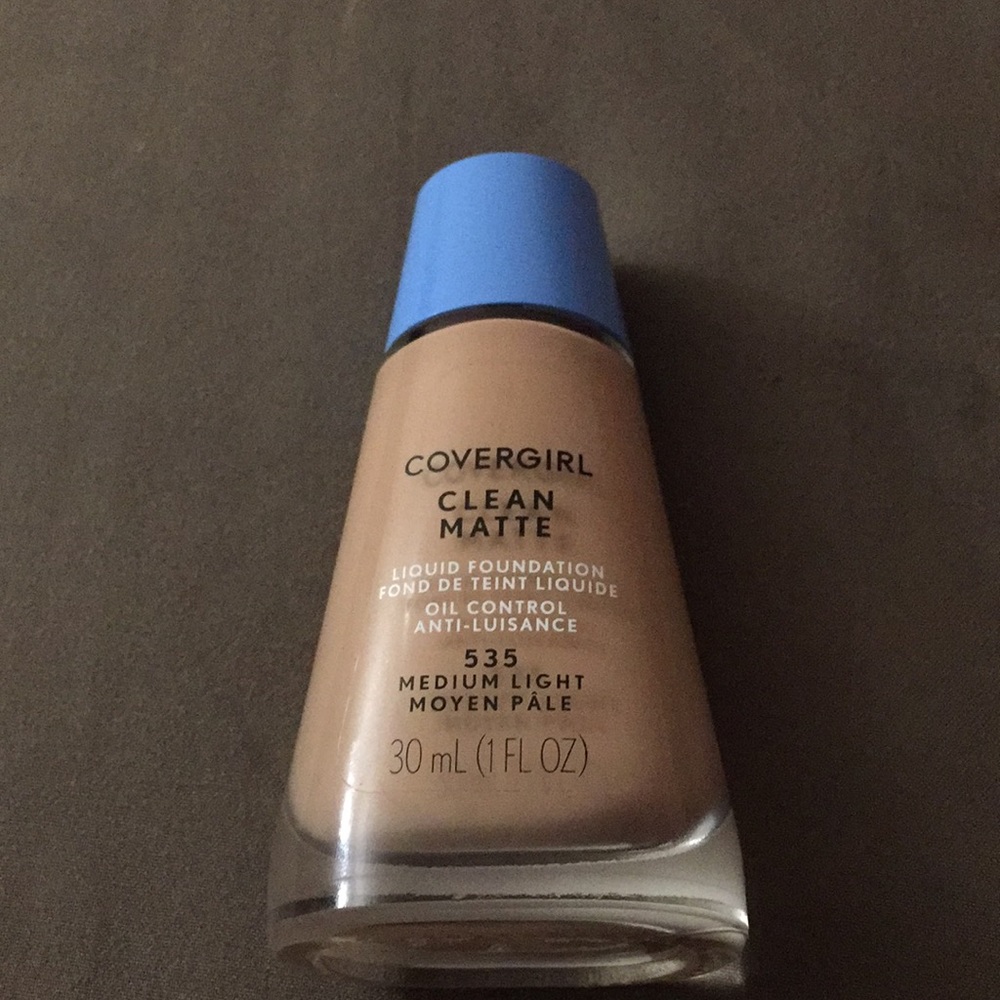 COVERGIRL
CLEAN
MATTE
LIQUID FOUNDATION
FOND DE TEINT LIQUIDE
OIL CONTROL
ANTI-LUISANCE
535
MEDIUM LIGHT
MOYEN PÂLE
30 mL (1 FL OZ)